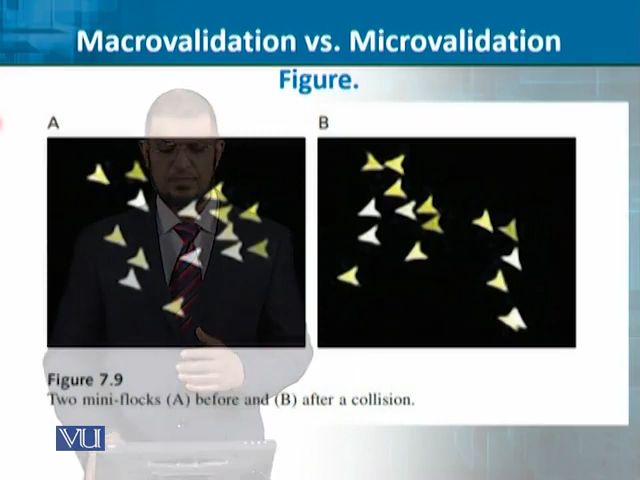 Macrovalidation vs. Microvalidation
Figure.
A
B
Figure 7.9
Two mini-flocks (A) before and (B) after a collision.
VU